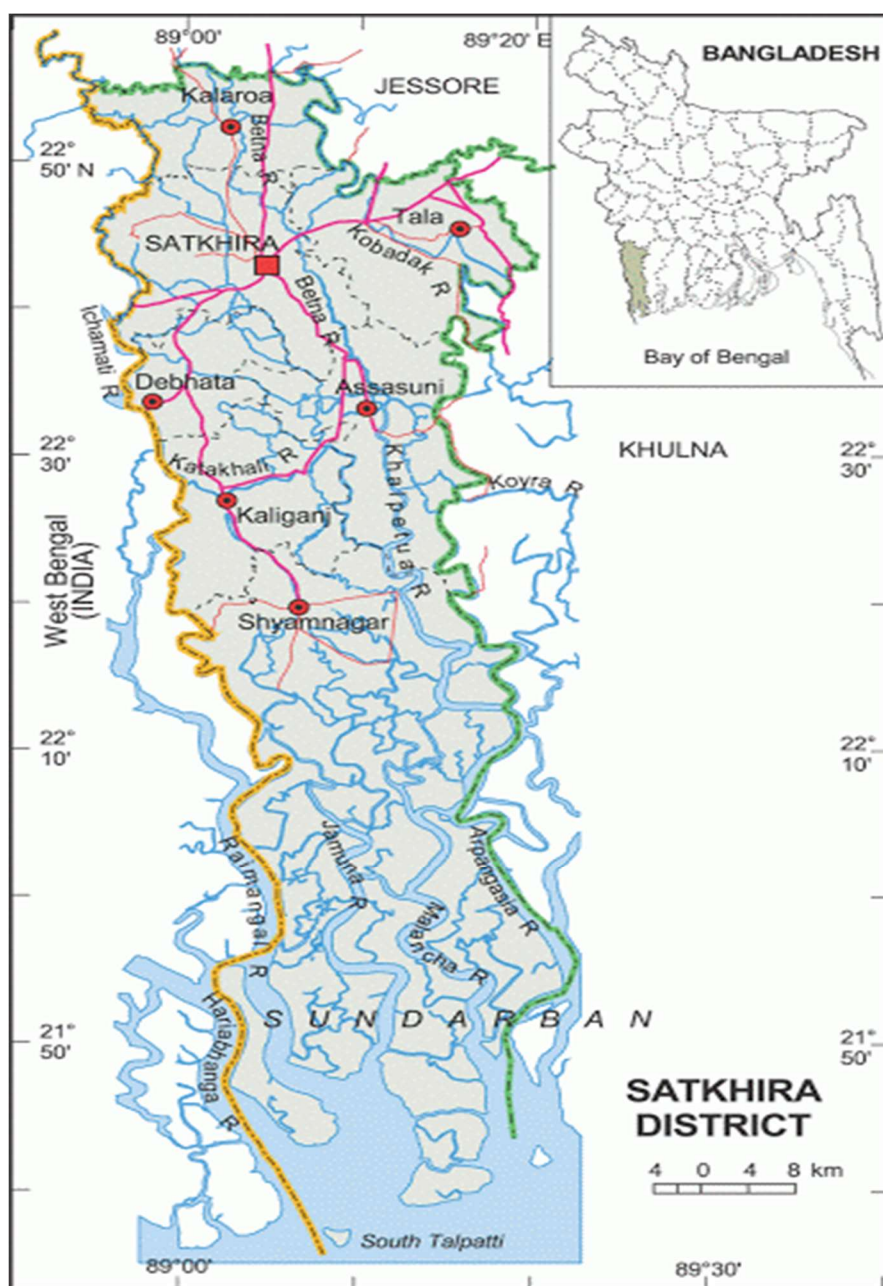 89°00'
89°20' E
BANGLADESH
JESSORE
Kalaroa
Betna R
22°
50' N
Tala
SATKHIRA
Kobadak R
Betna R
Ichamati R
Bay of Bengal
Debhata
Assasuni
22°
30'
KHULNA
22°
30'
Katakhali R
Khalpetua R
Koyra R
Kaliganj
West Bengal
(INDIA)
Shyamnagar
22°
10'
22°
10'
Raimangal R
Jamuna R
Malancha R
Arpangasia R
Hariabhanga R
SUNDARBAN
21°
50'
21°
50'
SATKHIRA
DISTRICT
4 0 4 8 km
South Talpatti
89°00'
89°30'